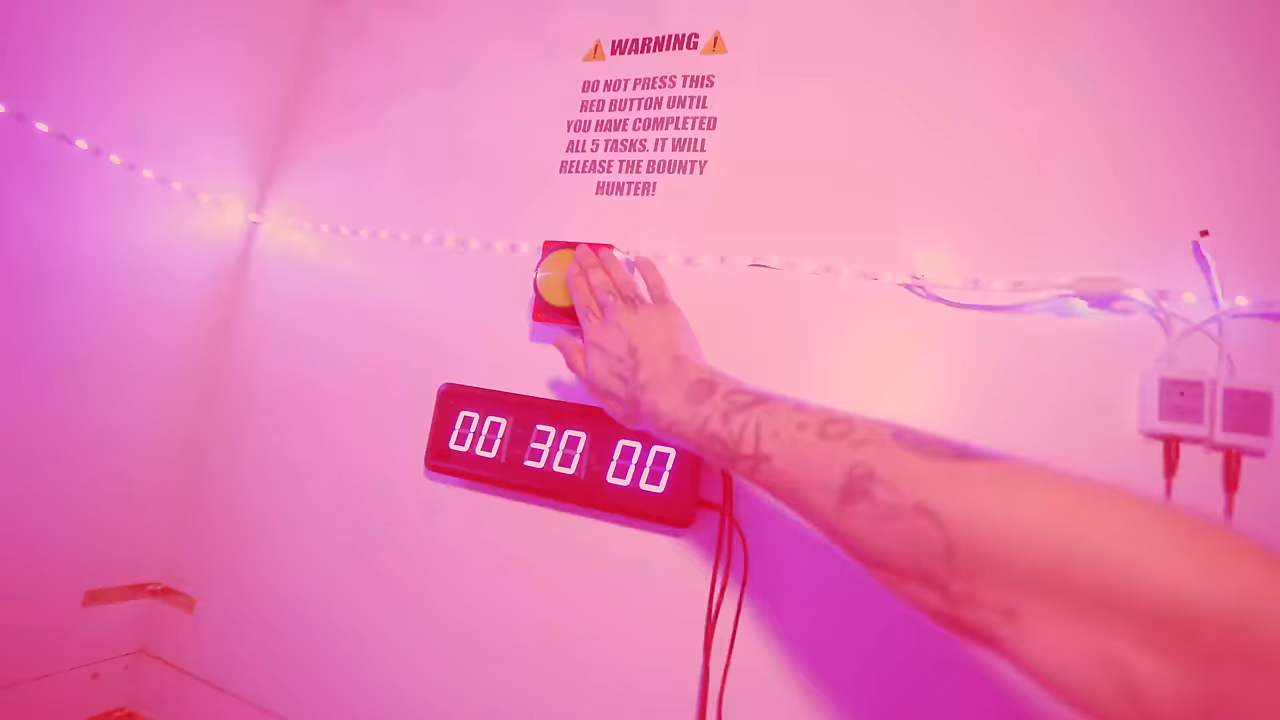 ⚠️ WARNING ⚠️
DO NOT PRESS THIS
RED BUTTON UNTIL
YOU HAVE COMPLETED
ALL 5 TASKS. IT WILL
RELEASE THE BOUNTY
HUNTER!
00 30 00